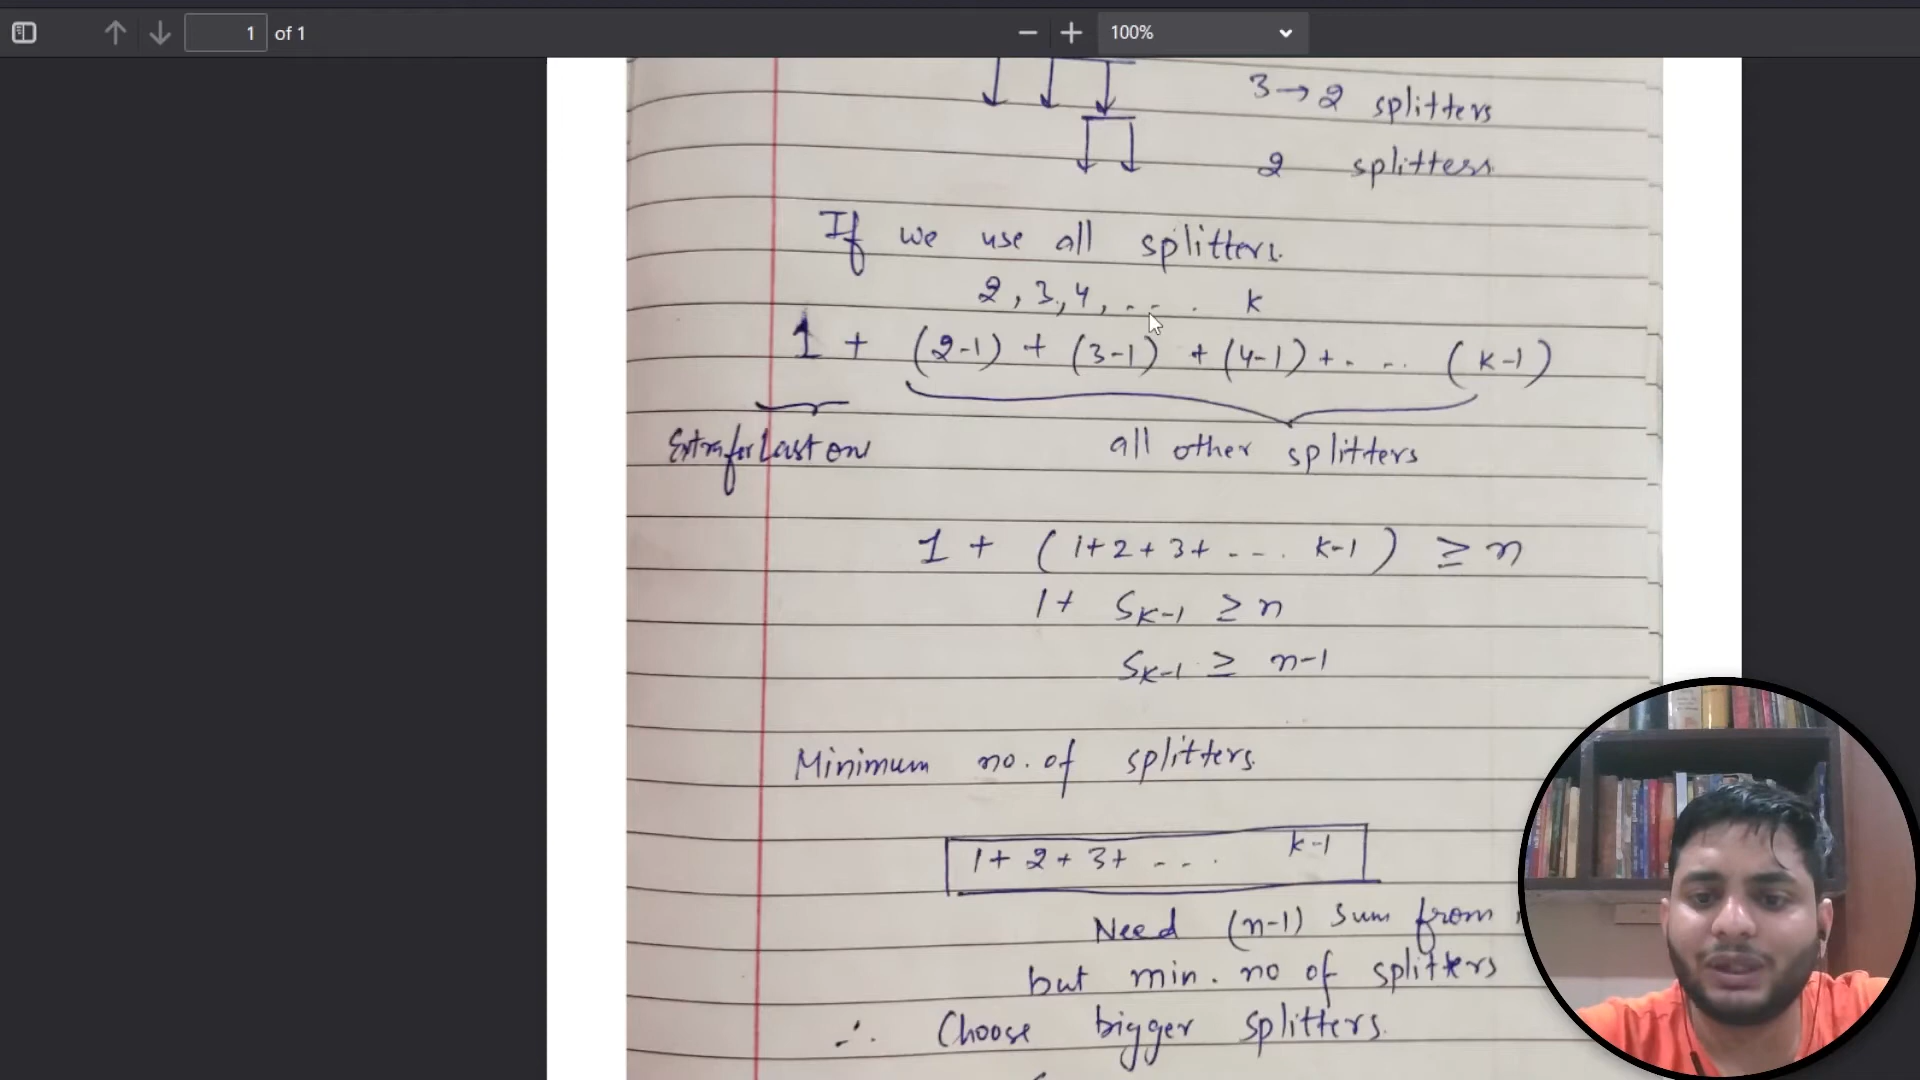 1 of 1
100%
3→2 splitters
2 splitters
If we use all splitters.
2, 3, 4, ... . k
1 + (2-1) + (3-1) + (4-1) + . .. (k-1)
Extra for Last on
all other splitters
1 + (1+2+3+ - - . k-1) ≥ n
1+ Sk-1 ≥ n
Sk-1 ≥ n-1
Minimum no. of splitters.
1+ 2+ 3+ - - . k-1
Need (n-1) sum from
but min. no of splitters
∴ Choose bigger splitters.